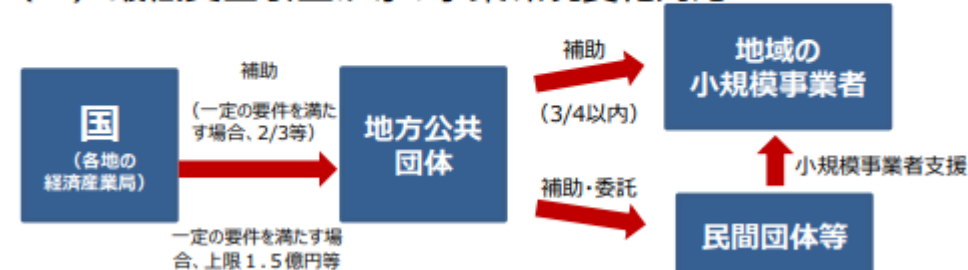 補助
（一定の要件を満た
す場合、2/3等）
国
（各地の
経済産業局）
一定の要件を満たす場
合、上限１.５億円等
地方公共
団体
補助
（3/4以内）
補助・委託
地域の
小規模事業者
小規模事業者支援
民間団体等